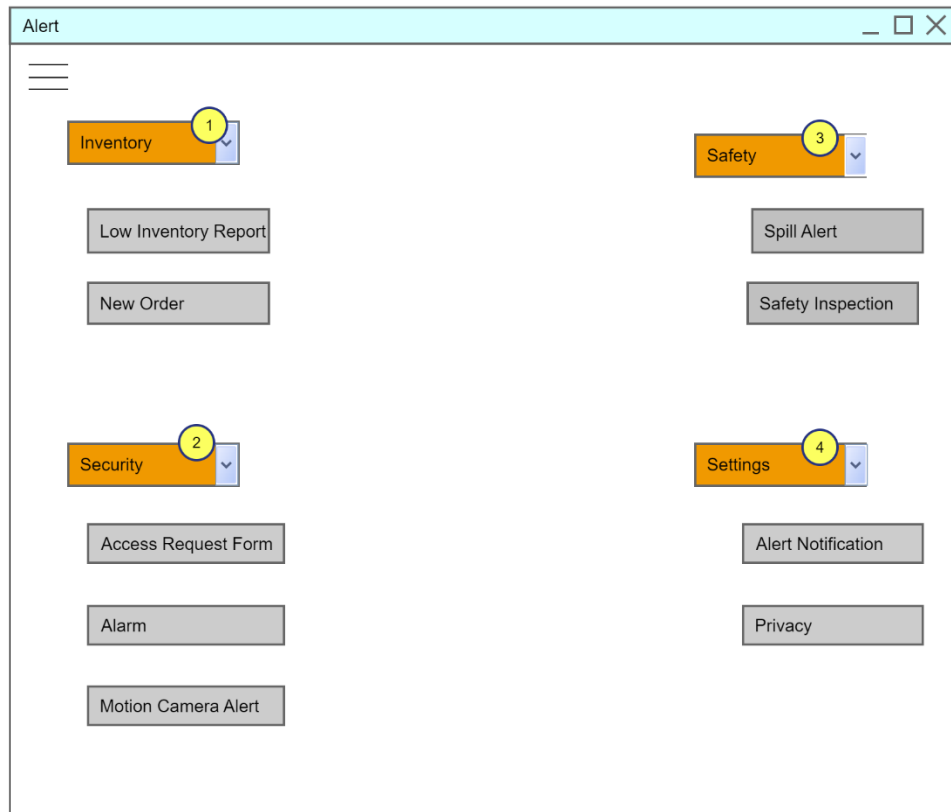 Alert
1
Inventory
Low Inventory Report
New Order
3
Safety
Spill Alert
Safety Inspection
2
Security
Access Request Form
Alarm
Motion Camera Alert
4
Settings
Alert Notification
Privacy